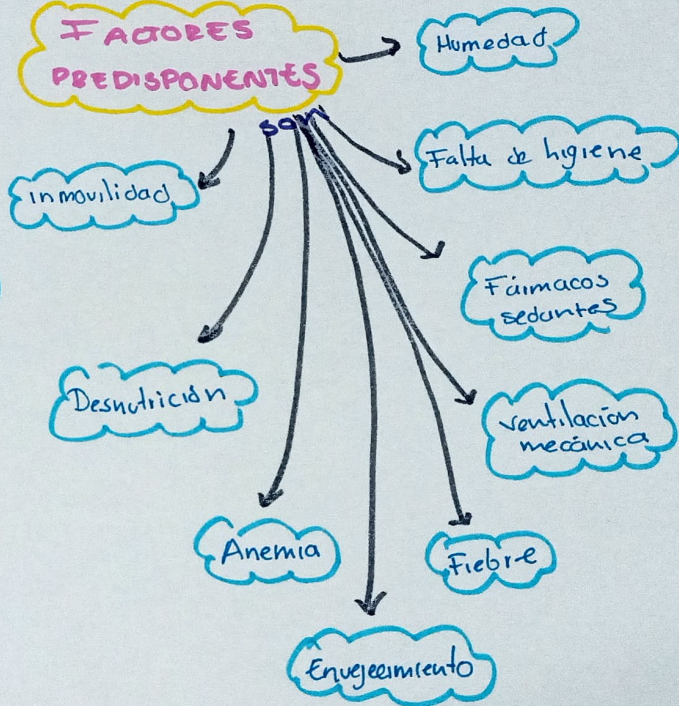 FACTORES
PREDISPONENTES
son
Humedad
Falta de higiene
inmovilidad
Fármacos
sedantes
Desnutrición
ventilación
mecánica
Anemia
Fiebre
Envejecimiento